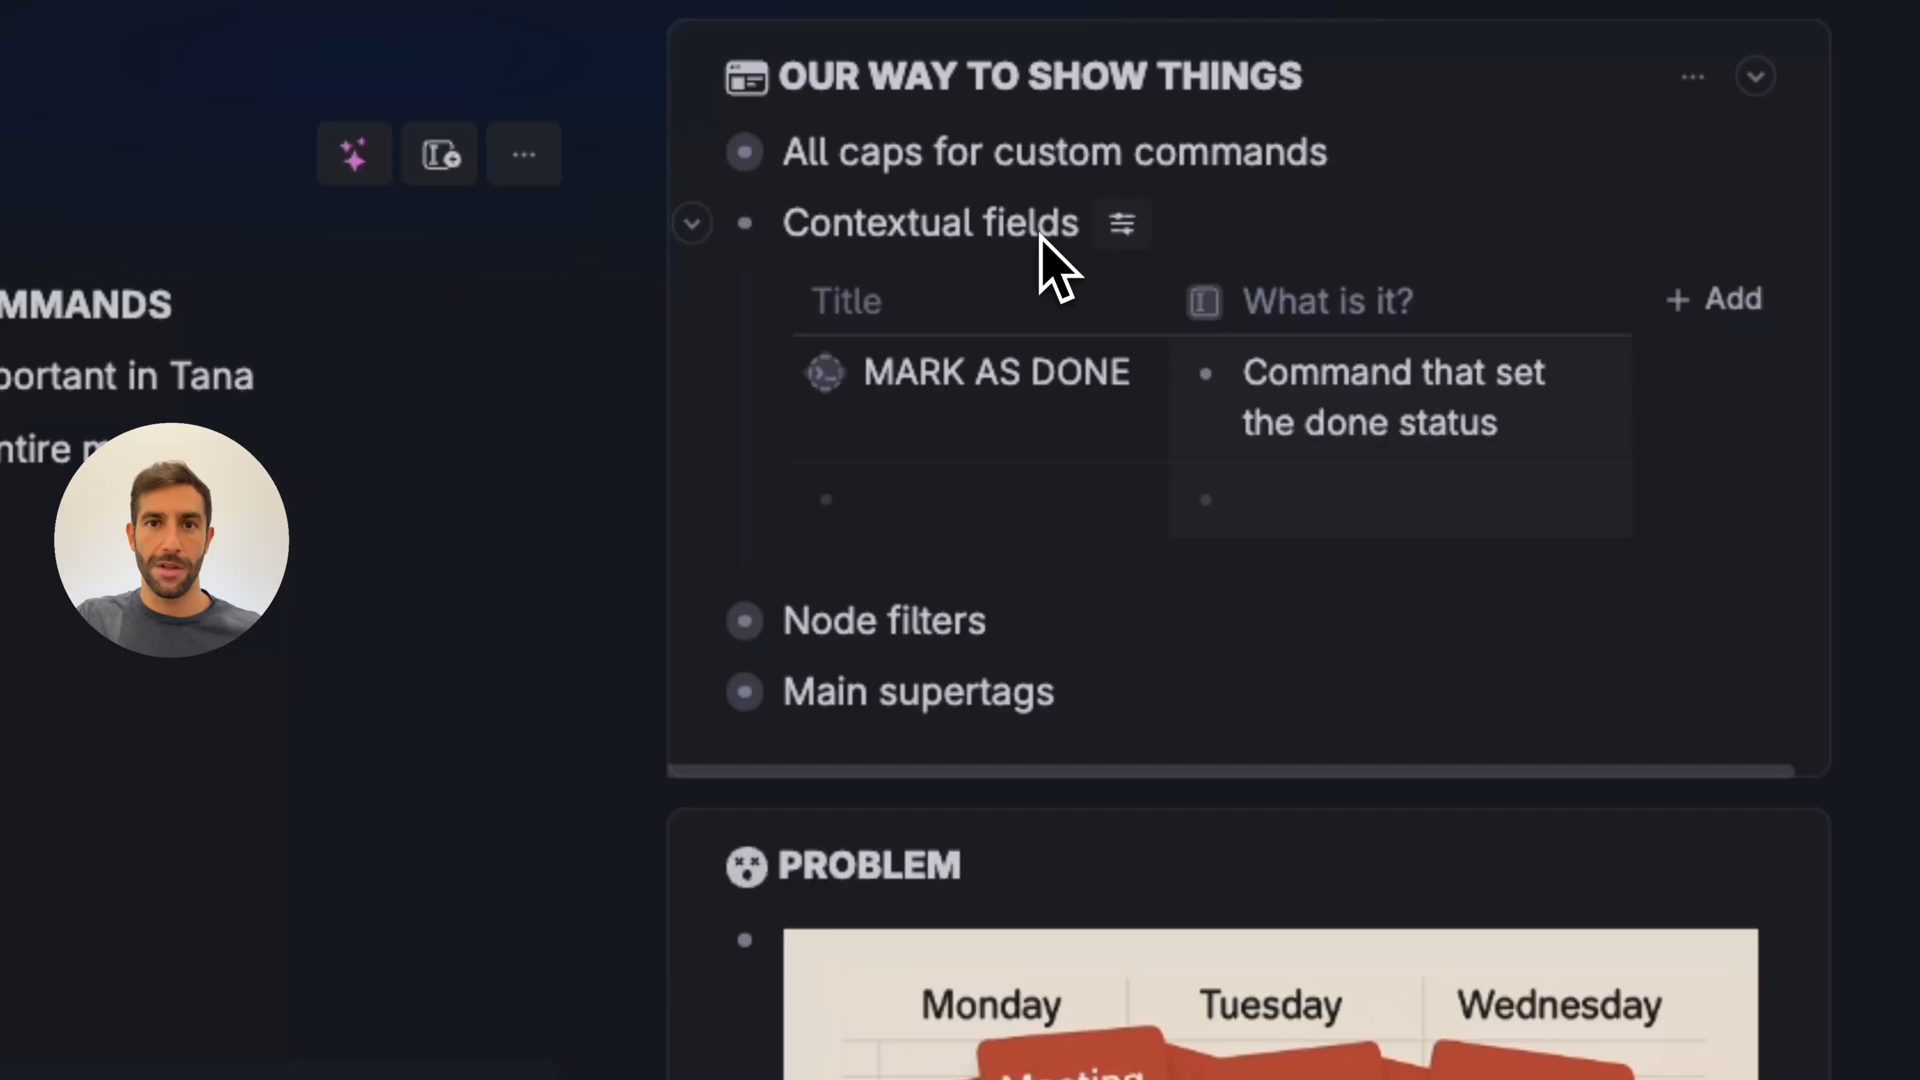 OUR WAY TO SHOW THINGS
All caps for custom commands
Contextual fields
Title
What is it?
+ Add
MARK AS DONE
Command that set
the done status
Node filters
Main supertags
MMANDS
portant in Tana
ntire
PROBLEM
Monday
Tuesday
Wednesday
Meeting